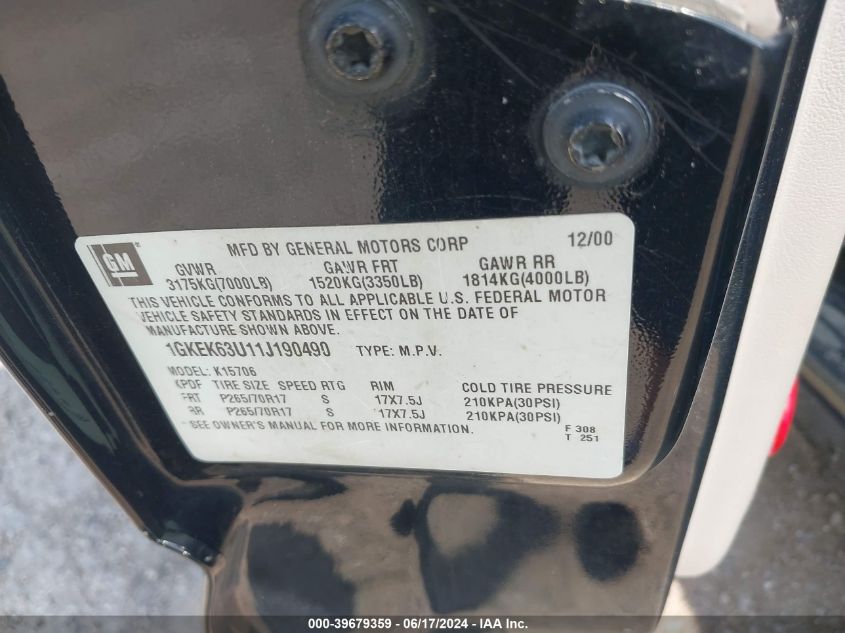 GM ® MFD BY GENERAL MOTORS CORP 12/00
GVWR GAWR FRT GAWR RR
3175KG(7000LB) 1520KG(3350LB) 1814KG(4000LB)
THIS VEHICLE CONFORMS TO ALL APPLICABLE U.S. FEDERAL MOTOR
VEHICLE SAFETY STANDARDS IN EFFECT ON THE DATE OF
MANUFACTURE SHOWN ABOVE.
1GKEK63U11J190490 TYPE: M.P.V.
MODEL: K15706
KPDF TIRE SIZE SPEED RTG RIM COLD TIRE PRESSURE
FRT P265/70R17 S 17X7.5J 210KPA(30PSI)
RR P265/70R17 S 17X7.5J 210KPA(30PSI)
SEE OWNER'S MANUAL FOR MORE INFORMATION.
F 308
T 251
000-39679359 - 06/17/2024 - IAAI.COM